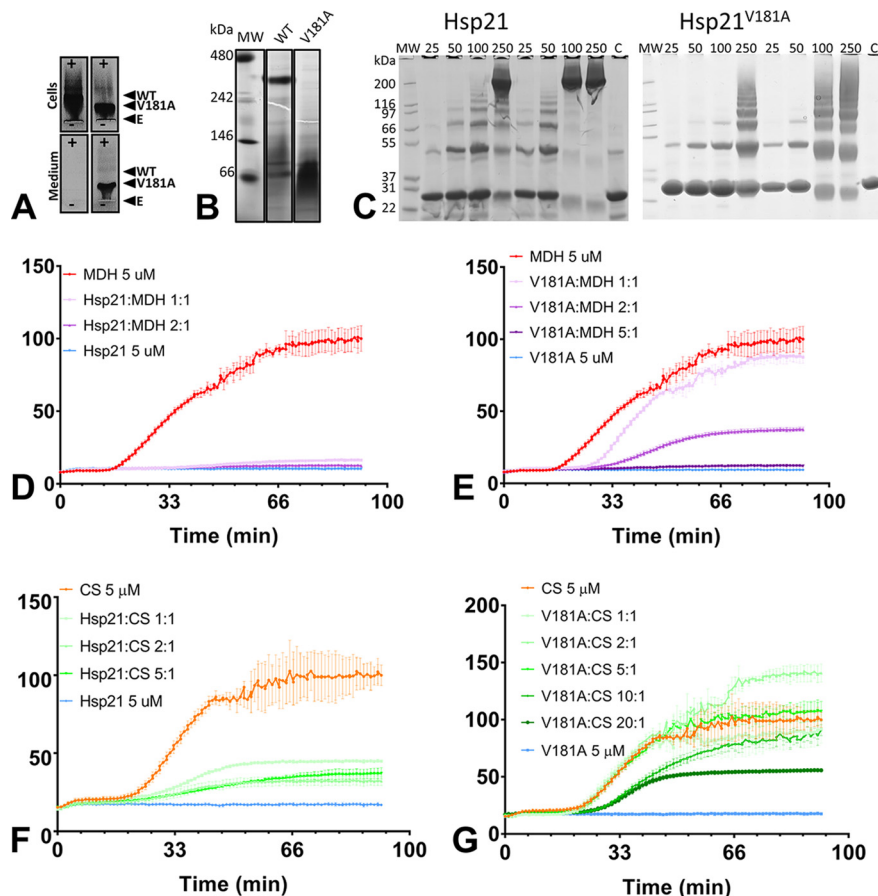 Cells
+
+
WT
V181A
E
-
-
Medium
+
+
WT
V181A
E
-
-
A
kDa
MW
WT
V181A
480
242
146
66
B
Hsp21
MW 25 50 100 250 25 50 100 250 C
kDa
200
116
97
66
55
37
31
22
C
Hsp21V181A
MW 25 50 100 250 25 50 100 250 C
150
100
50
0
MDH 5 uM
Hsp21:MDH 1:1
Hsp21:MDH 2:1
Hsp21 5 uM
D
0 33 66 100
Time (min)
150
100
50
0
MDH 5 uM
V181A:MDH 1:1
V181A:MDH 2:1
V181A:MDH 5:1
V181A 5 uM
E
0 33 66 100
Time (min)
150
100
50
0
CS 5 μM
Hsp21:CS 1:1
Hsp21:CS 2:1
Hsp21:CS 5:1
Hsp21 5 uM
F
0 33 66 100
Time (min)
200
150
100
50
0
CS 5 μM
V181A:CS 1:1
V181A:CS 2:1
V181A:CS 5:1
V181A:CS 10:1
V181A:CS 20:1
V181A 5 μM
G
0 33 66 100
Time (min)